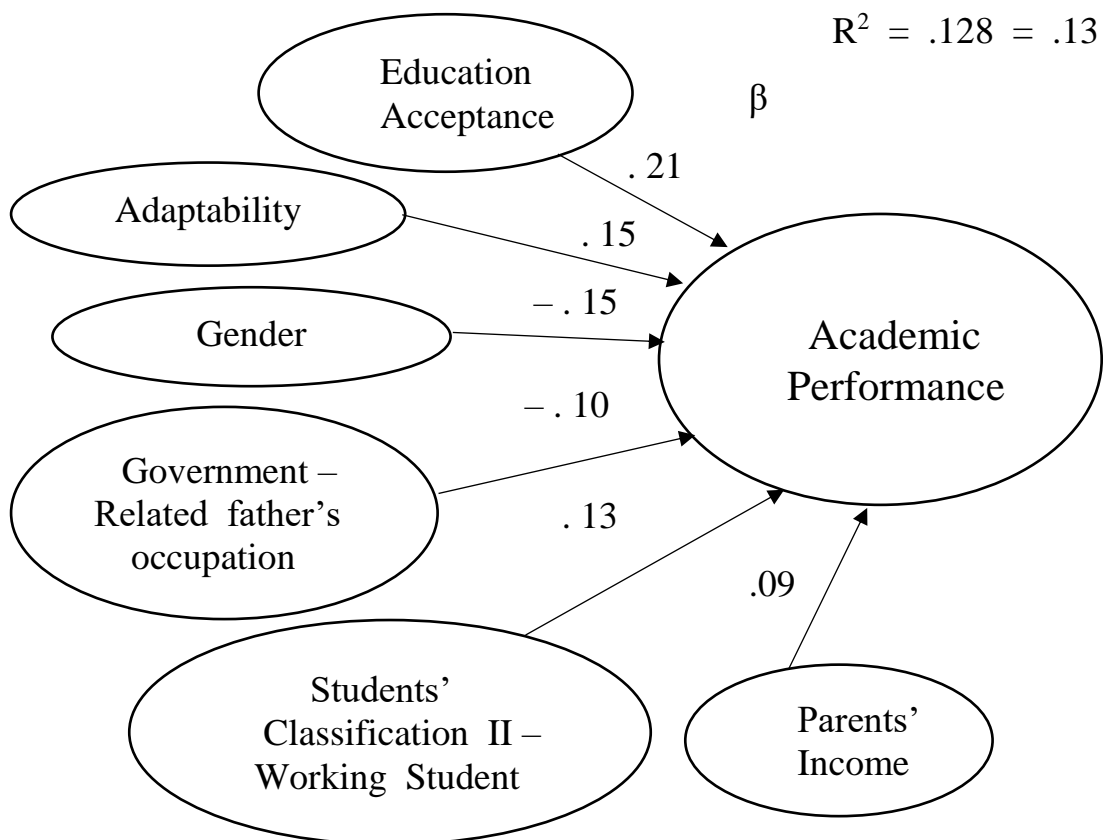 R² = .128 = .13
Education
Acceptance
β
. 21
Adaptability
. 15
– . 15
Gender
Academic
Performance
– . 10
Government –
Related father’s
occupation
. 13
.09
Students’
Classification II –
Working Student
Parents’
Income